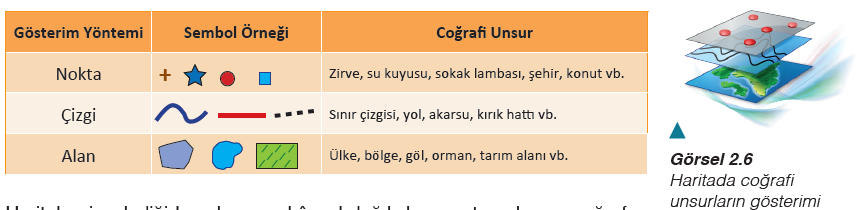 Gösterim Yöntemi Sembol Örneği Coğrafi Unsur
Nokta Zirve, su kuyusu, sokak lambası, şehir, konut vb.
Çizgi Sınır çizgisi, yol, akarsu, kırık hattı vb.
Alan Ülke, bölge, göl, orman, tarım alanı vb.
Görsel 2.6
Haritada coğrafi
unsurların gösterimi